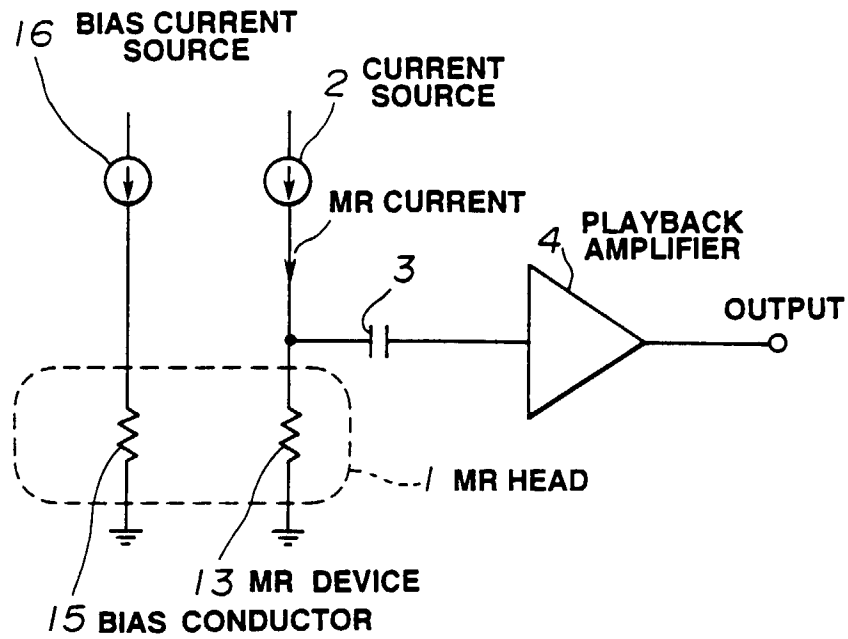 16 BIAS CURRENT
SOURCE
2 CURRENT
SOURCE
MR CURRENT
3
4 PLAYBACK
AMPLIFIER
OUTPUT
1 MR HEAD
13 MR DEVICE
15 BIAS CONDUCTOR